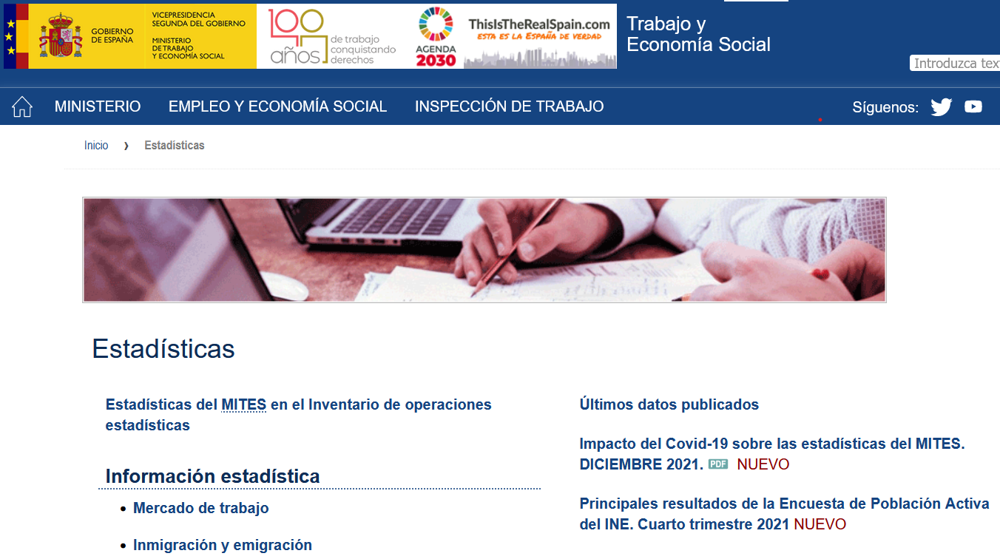 GOBIERNO
DE ESPAÑA
VICEPRESIDENCIA
SEGUNDA DEL GOBIERNO
MINISTERIO
DE TRABAJO
Y ECONOMÍA SOCIAL
100
años
de trabajo
conquistando
derechos
AGENDA
2030
ThisIsTheRealSpain.com
ESTA ES LA ESPAÑA DE VERDAD
Trabajo y
Economía Social
Introduzca tex
MINISTERIO EMPLEO Y ECONOMÍA SOCIAL INSPECCIÓN DE TRABAJO Síguenos:
Inicio › Estadísticas
Estadísticas
Estadísticas del MITES en el Inventario de operaciones
estadísticas
Información estadística
• Mercado de trabajo
• Inmigración y emigración
Últimos datos publicados
Impacto del Covid-19 sobre las estadísticas del MITES.
DICIEMBRE 2021. PDF NUEVO
Principales resultados de la Encuesta de Población Activa
del INE. Cuarto trimestre 2021 NUEVO